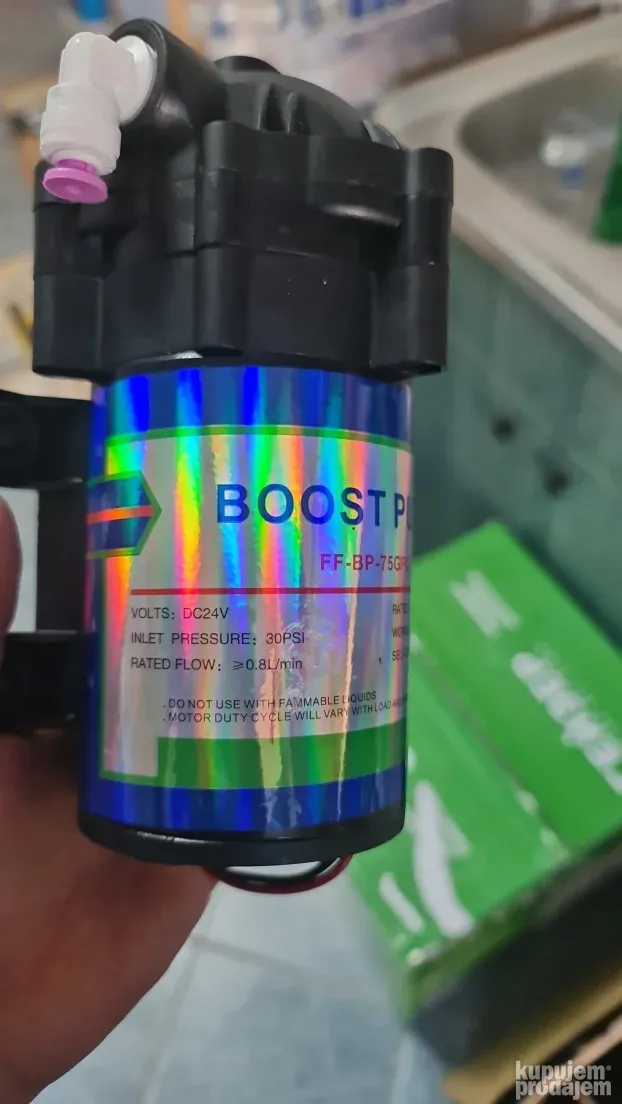 BOOST
FF-BP-75G
VOLTS: DC24V
INLET PRESSURE: 30PSI
RATED FLOW: ≥0.8L/min
. DO NOT USE WITH FAMMABLE LIQUIDS
. MOTOR DUTY CYCLE WILL VARY WITH LOAD
kupujem
prodajem